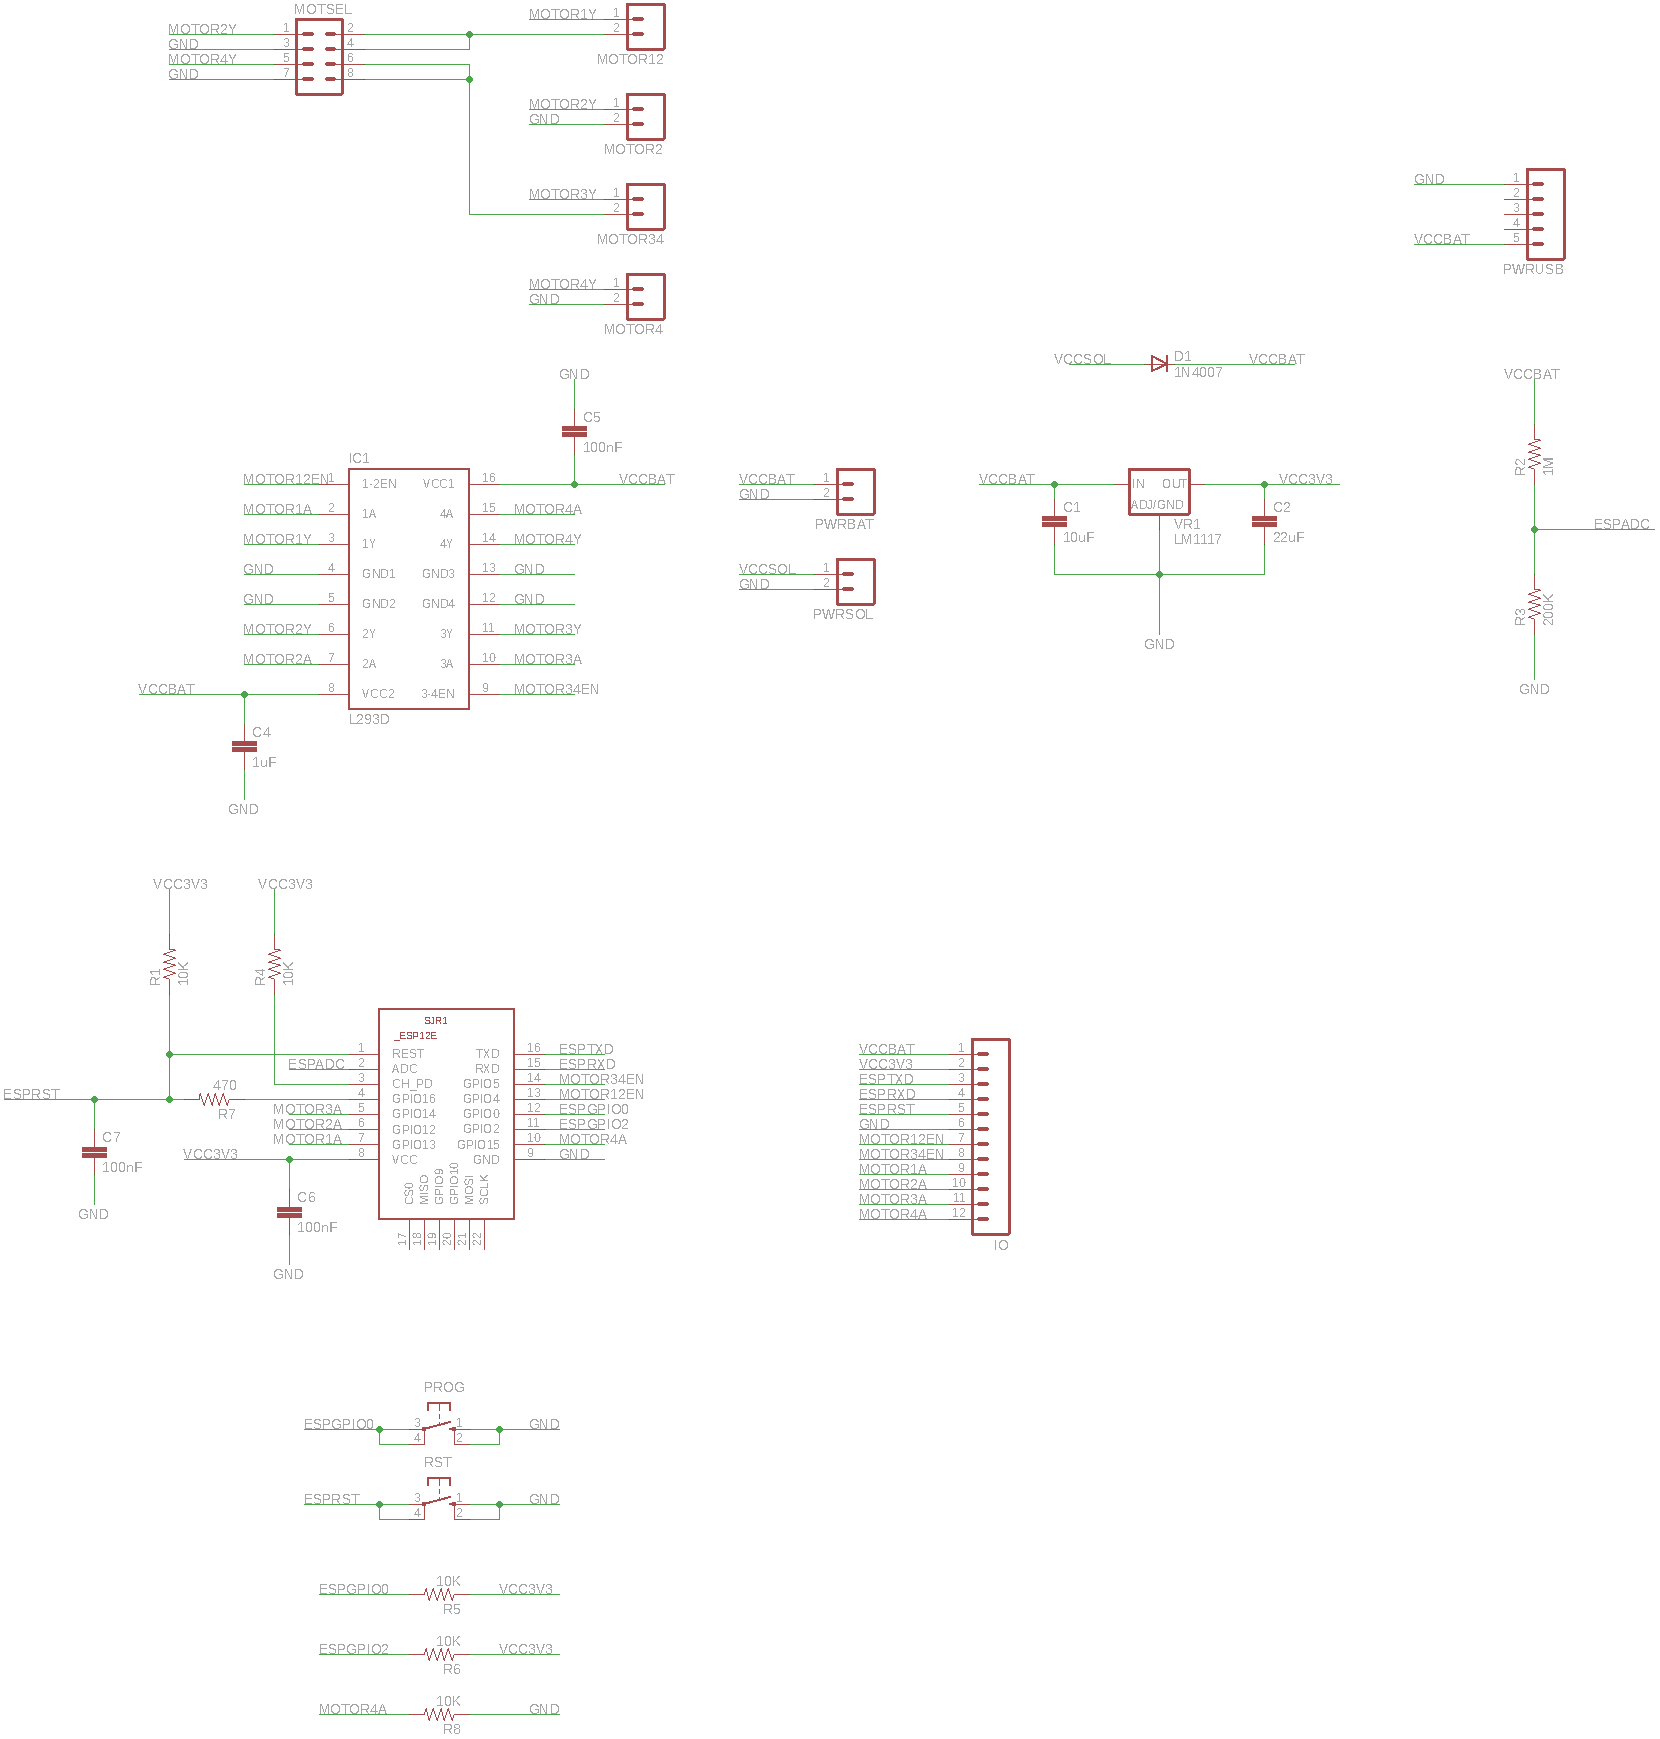 MOTSEL
MOTOR2Y 1 2
GND 3 4
MOTOR4Y 5 6
GND 7 8
MOTOR1Y 1
2
MOTOR12
MOTOR2Y 1
GND 2
MOTOR2
MOTOR3Y 1
2
MOTOR34
MOTOR4Y 1
GND 2
MOTOR4
GND 1
2
3
4
VCCBAT 5
PWRUSB
VCCSOL D1 VCCBAT
1N4007
GND
C5
100nF
IC1
MOTOR12EN 1 1-2EN VCC1 16 VCCBAT
MOTOR1A 2 1A 4A 15 MOTOR4A
MOTOR1Y 3 1Y 4Y 14 MOTOR4Y
GND 4 GND1 GND3 13 GND
GND 5 GND2 GND4 12 GND
MOTOR2Y 6 2Y 3Y 11 MOTOR3Y
MOTOR2A 7 2A 3A 10 MOTOR3A
VCCBAT 8 VCC2 3-4EN 9 MOTOR34EN
L293D
C4
1uF
GND
VCCBAT 1
GND 2
PWRBAT
VCCSOL 1
GND 2
PWRSOL
VCCBAT IN OUT VCC3V3
ADJ/GND
C1
10uF
VR1
LM1117
C2
22uF
GND
VCCBAT
R2
1M
ESPADC
R3
200K
GND
VCC3V3 VCC3V3
R1
10K
R4
10K
SJR1
_ESP12E
1 REST TXD 16 ESPTXD
ESPADC 2 ADC RXD 15 ESPRXD
3 CH_PD GPIO5 14 MOTOR34EN
ESPRST 470 4 GPIO16 GPIO4 13 MOTOR12EN
R7
MOTOR3A 5 GPIO14 GPIO0 12 ESPGPIO0
MOTOR2A 6 GPIO12 GPIO2 11 ESPGPIO2
MOTOR1A 7 GPIO13 GPIO15 10 MOTOR4A
VCC3V3 8 VCC GND 9 GND
CS0 MISO GPIO9 GPIO10 MOSI SCLK
17 18 19 20 21 22
C7
100nF
GND
C6
100nF
GND
VCCBAT 1
VCC3V3 2
ESPTXD 3
ESPRXD 4
ESPRST 5
GND 6
MOTOR12EN 7
MOTOR34EN 8
MOTOR1A 9
MOTOR2A 10
MOTOR3A 11
MOTOR4A 12
IO
PROG
ESPGPIO0 3 1 GND
4 2
RST
ESPRST 3 1 GND
4 2
10K
ESPGPIO0 VCC3V3
R5
10K
ESPGPIO2 VCC3V3
R6
10K
MOTOR4A GND
R8